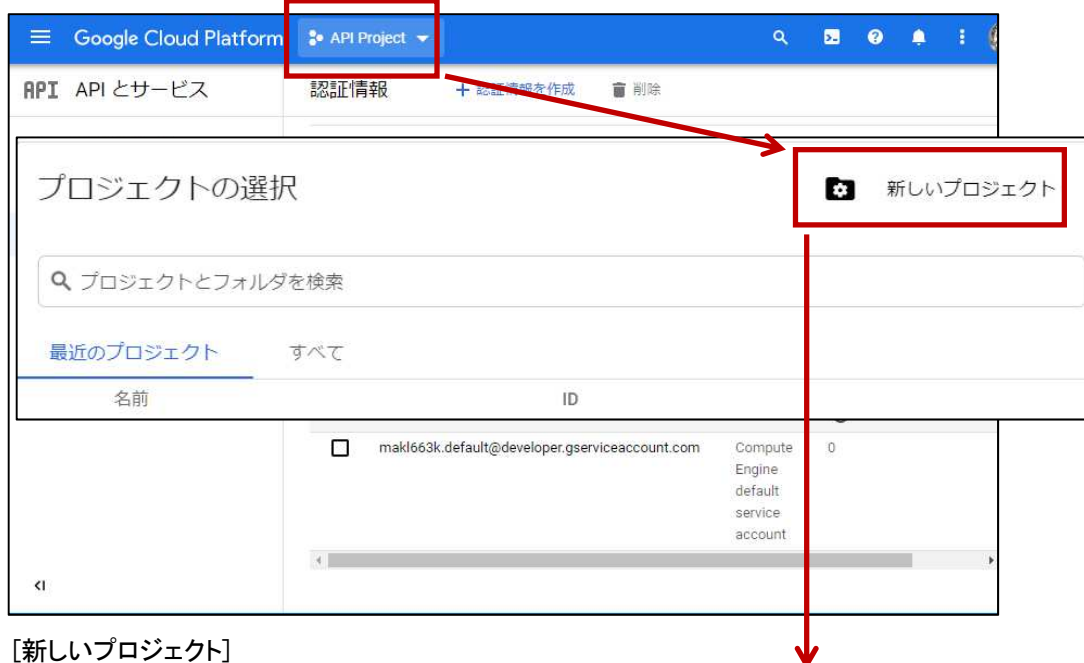 Google Cloud Platform API Project
API API とサービス 認証情報 + 認証情報を作成 削除
プロジェクトの選択 新しいプロジェクト
プロジェクトとフォルダを検索
最近のプロジェクト すべて
名前 ID
makl663k.default@developer.gserviceaccount.com Compute 0
Engine
default
service
account
[新しいプロジェクト]